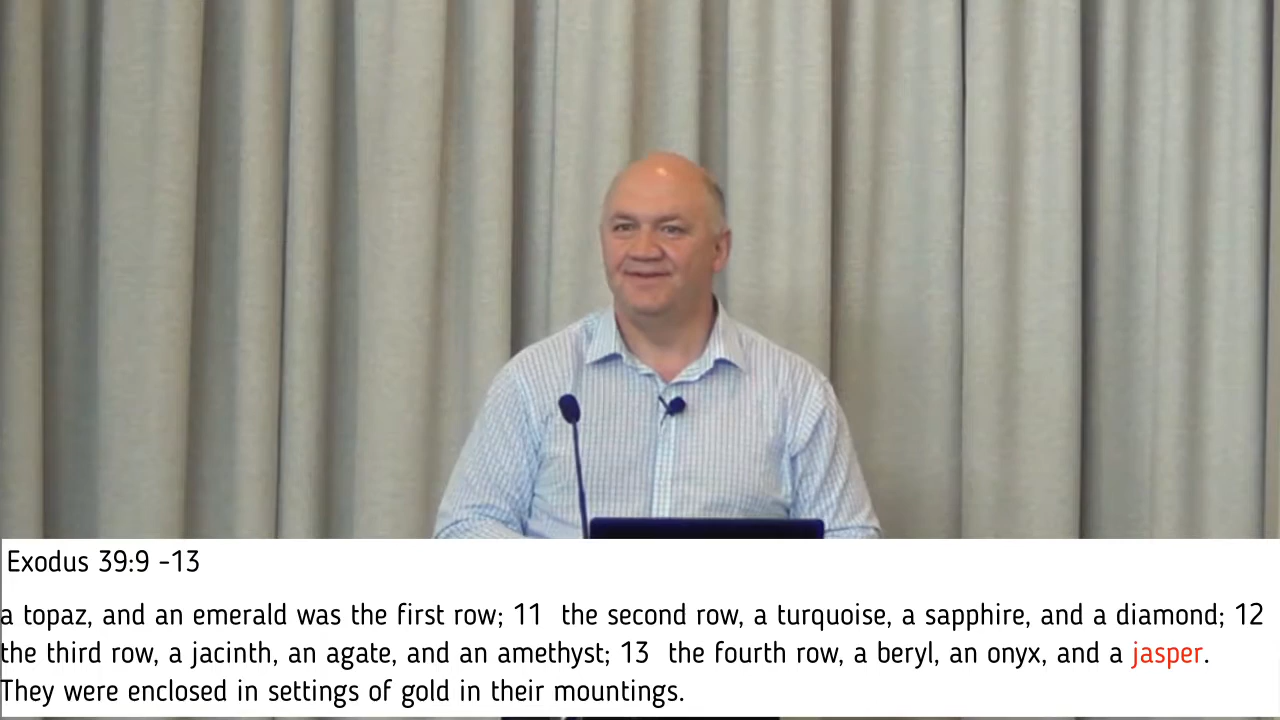 Exodus 39:9 -13
a topaz, and an emerald was the first row; 11 the second row, a turquoise, a sapphire, and a diamond; 12
the third row, a jacinth, an agate, and an amethyst; 13 the fourth row, a beryl, an onyx, and a jasper.
They were enclosed in settings of gold in their mountings.